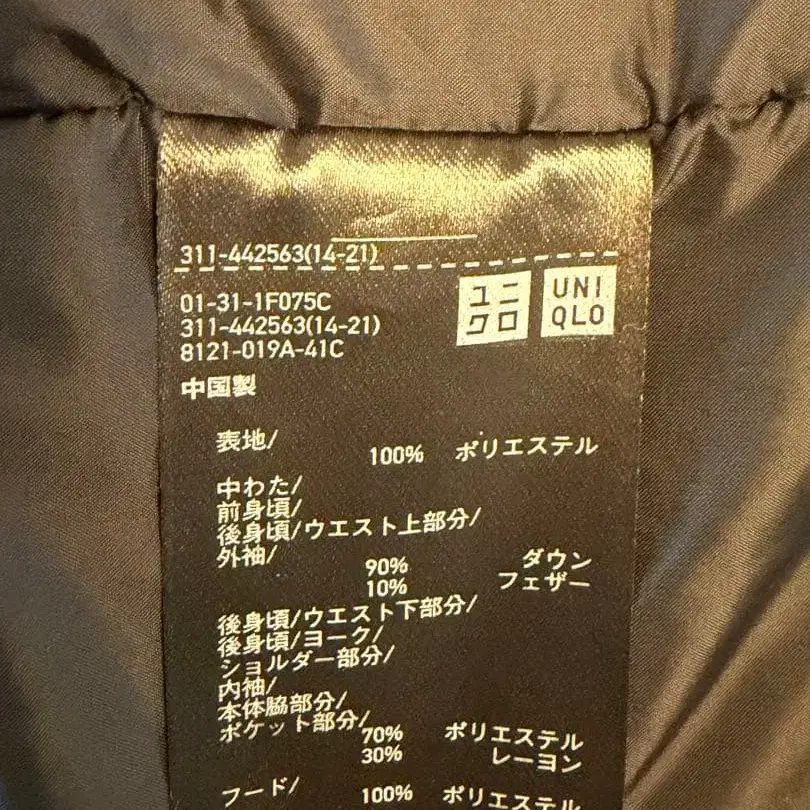 311-442563(14-21)
01-31-1F075C
311-442563(14-21)
8121-019A-41C
ユニ
クロ
UNI
QLO
中国製
表地/
100% ポリエステル
中わた/
前身頃/
後身頃/ウエスト上部分/
外袖/
90% ダウン
10% フェザー
後身頃/ウエスト下部分/
後身頃/ヨーク/
ショルダー部分/
内袖/
本体脇部分/
ポケット部分/
70% ポリエステル
30% レーヨン
フード/
100% ポリエステル